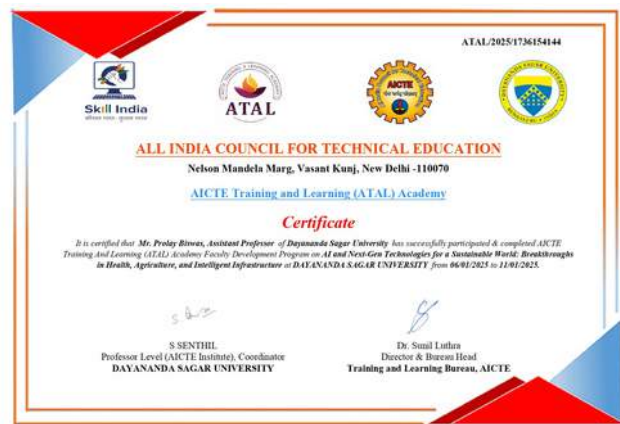 ATAL/2025/1736154144
Skill India
कौशल भारत - कुशल भारत
ATAL
AICTE
ALL INDIA COUNCIL FOR TECHNICAL EDUCATION
Nelson Mandela Marg, Vasant Kunj, New Delhi -110070
AICTE Training and Learning (ATAL) Academy
Certificate
It is certified that Mr. Prolay Biswas, Assistant Professor of Dayananda Sagar University has successfully participated & completed AICTE
Training And Learning (ATAL) Academy Faculty Development Program on AI and Next-Gen Technologies for a Sustainable World: Breakthroughs
in Health, Agriculture, and Intelligent Infrastructure at DAYANANDA SAGAR UNIVERSITY from 06/01/2025 to 11/01/2025.
S SENTHIL
Professor Level (AICTE Institute), Coordinator
DAYANANDA SAGAR UNIVERSITY
Dr. Sunil Luthra
Director & Bureau Head
Training and Learning Bureau, AICTE